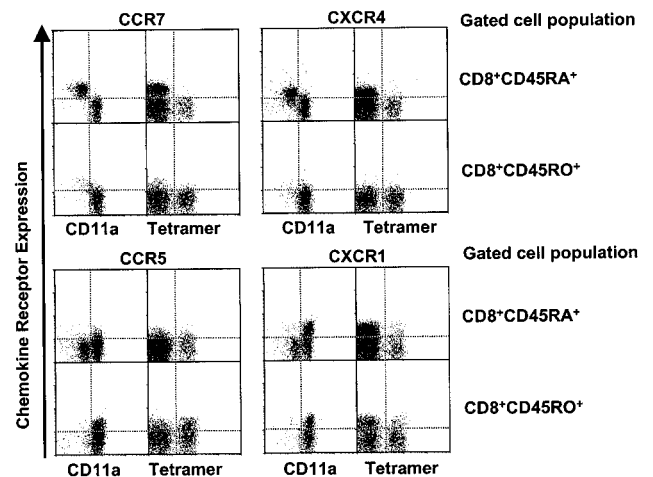 CCR7 CXCR4 Gated cell population
CD8+CD45RA+
CD8+CD45RO+
CD11a Tetramer CD11a Tetramer
CCR5 CXCR1 Gated cell population
CD8+CD45RA+
CD8+CD45RO+
CD11a Tetramer CD11a Tetramer
Chemokine Receptor Expression